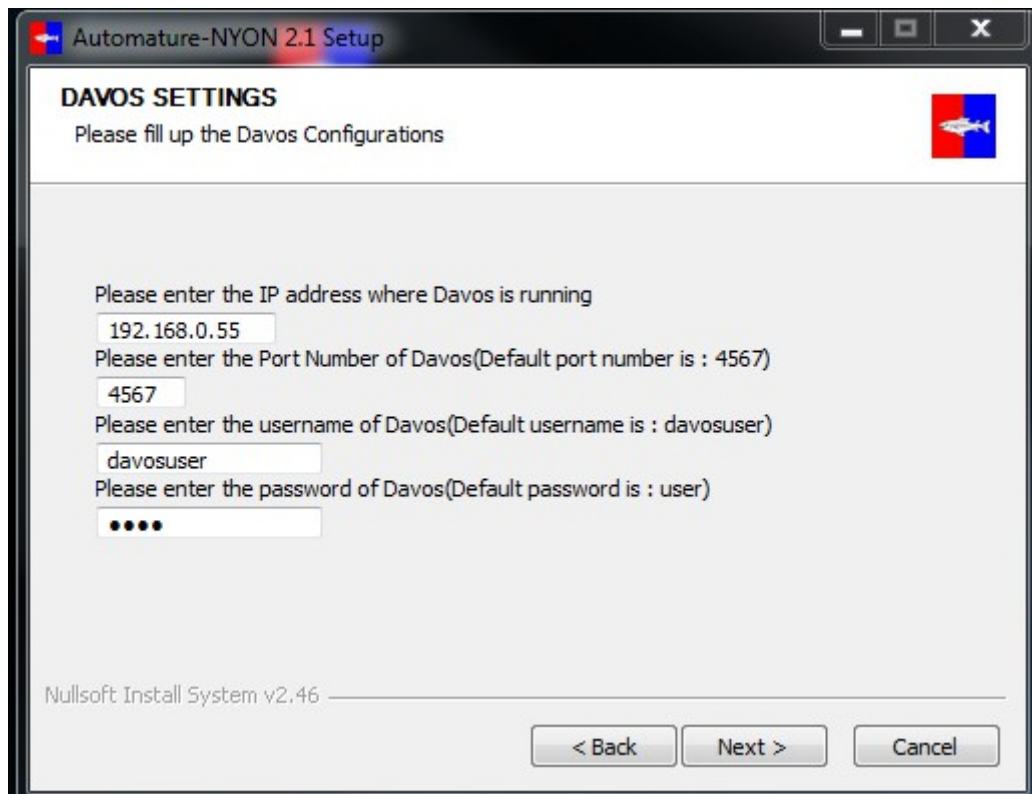 Automature-NYON 2.1 Setup
DAVOS SETTINGS
Please fill up the Davos Configurations
Please enter the IP address where Davos is running
192.168.0.55
Please enter the Port Number of Davos(Default port number is : 4567)
4567
Please enter the username of Davos(Default username is : davosuser)
davosuser
Please enter the password of Davos(Default password is : user)
••••
Nullsoft Install System v2.46
< Back Next > Cancel